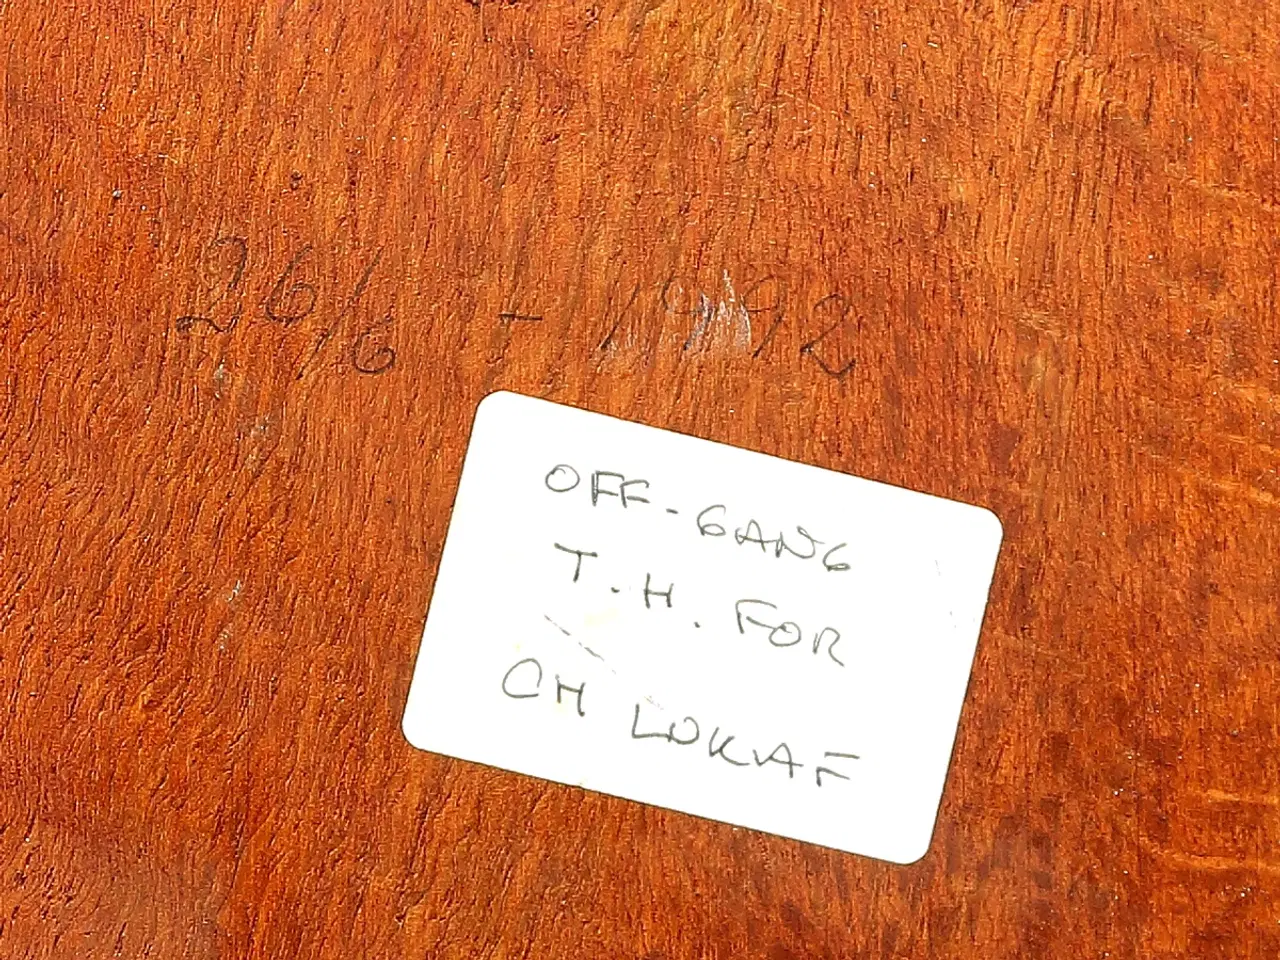 26/6 - 1992
OFF-GANG
T.H. FOR
CH LOKAF